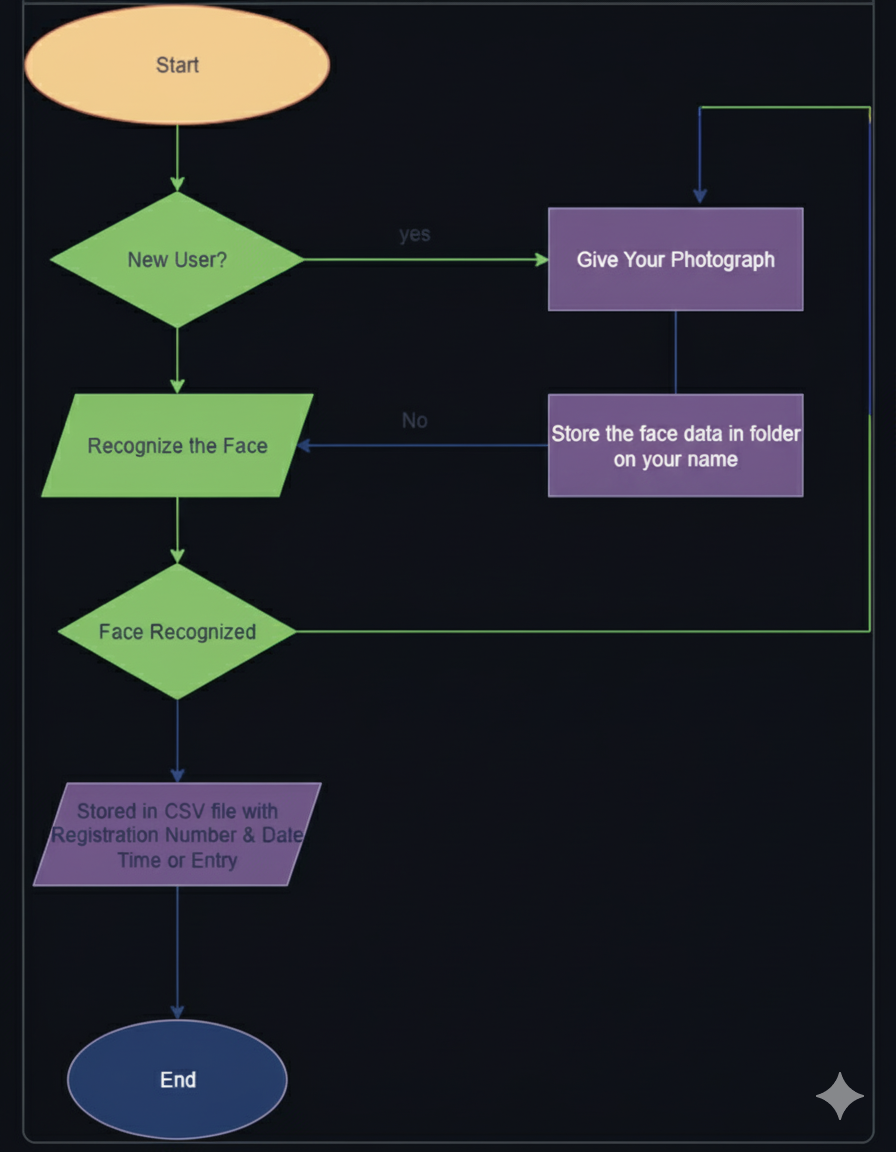 Start
New User?
yes
Give Your Photograph
Recognize the Face
No
Store the face data in folder
on your name
Face Recognized
Stored in CSV file with
Registration Number & Date
Time or Entry
End